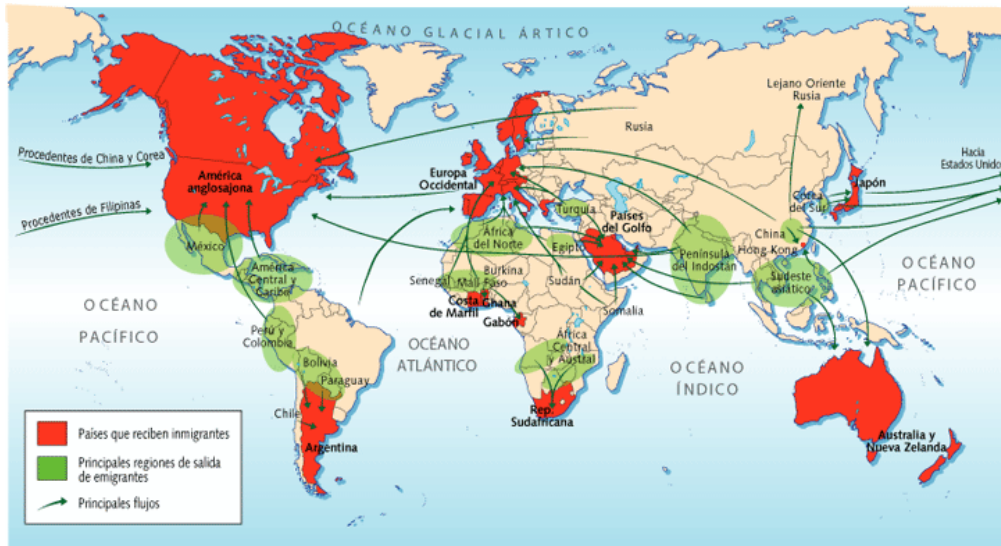 OCÉANO GLACIAL ÁRTICO
Lejano Oriente
Rusia
Rusia
Procedentes de China y Corea
América
anglosajona
Europa
Occidental
Hacia
Estados Unidos
Japón
Corea
del Sur
Procedentes de Filipinas
Turquía
Países
del Golfo
China
Hong Kong
México
África
del Norte
Egipto
Península
del Indostán
América
Central y
Caribe
Senegal
Malí
Burkina
Faso
Sudán
Sudeste
asiático
OCÉANO
PACÍFICO
OCÉANO
PACÍFICO
Costa
de Marfil
Ghana
Gabón
Somalia
Perú y
Colombia
OCÉANO
ATLÁNTICO
África
Central
y Austral
Bolivia
Paraguay
OCÉANO
ÍNDICO
Chile
Argentina
Rep.
Sudafricana
Australia y
Nueva Zelanda
Países que reciben inmigrantes
Principales regiones de salida
de emigrantes
Principales flujos